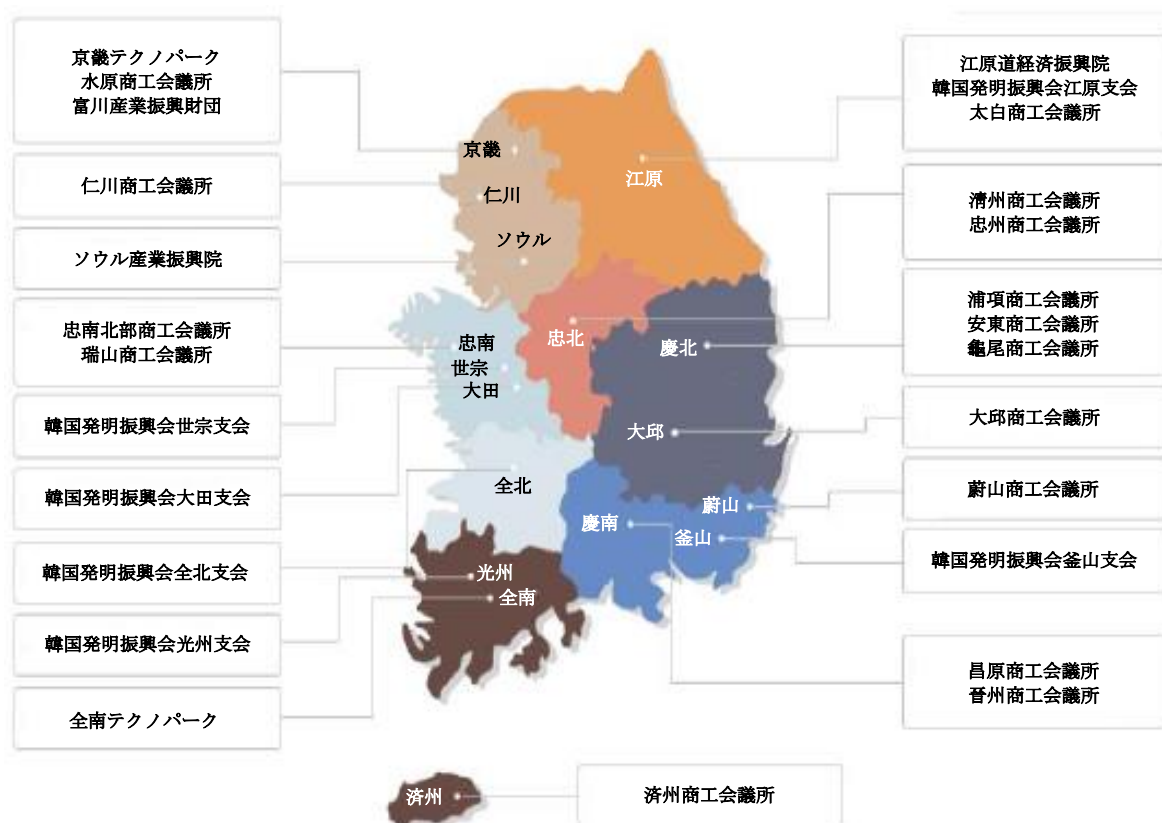 京畿テクノパーク
水原商工会議所
富川産業振興財団
仁川商工会議所
ソウル産業振興院
忠南北部商工会議所
瑞山商工会議所
韓国発明振興会世宗支会
韓国発明振興会大田支会
韓国発明振興会全北支会
韓国発明振興会光州支会
全南テクノパーク
京畿
仁川
ソウル
江原
忠北
忠南
世宗
大田
慶北
大邱
全北
慶南
蔚山
釜山
光州
全南
済州
江原道経済振興院
韓国発明振興会江原支会
太白商工会議所
清州商工会議所
忠州商工会議所
浦項商工会議所
安東商工会議所
龜尾商工会議所
大邱商工会議所
蔚山商工会議所
韓国発明振興会釜山支会
昌原商工会議所
晉州商工会議所
済州商工会議所